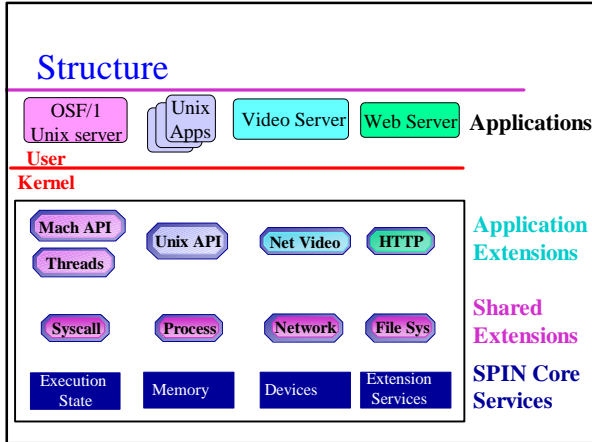 Structure
OSF/1
Unix server
Unix
Apps
Video Server
Web Server
Applications
User
Kernel
Mach API
Threads
Unix API
Net Video
HTTP
Application
Extensions
Syscall
Process
Network
File Sys
Shared
Extensions
Execution
State
Memory
Devices
Extension
Services
SPIN Core
Services